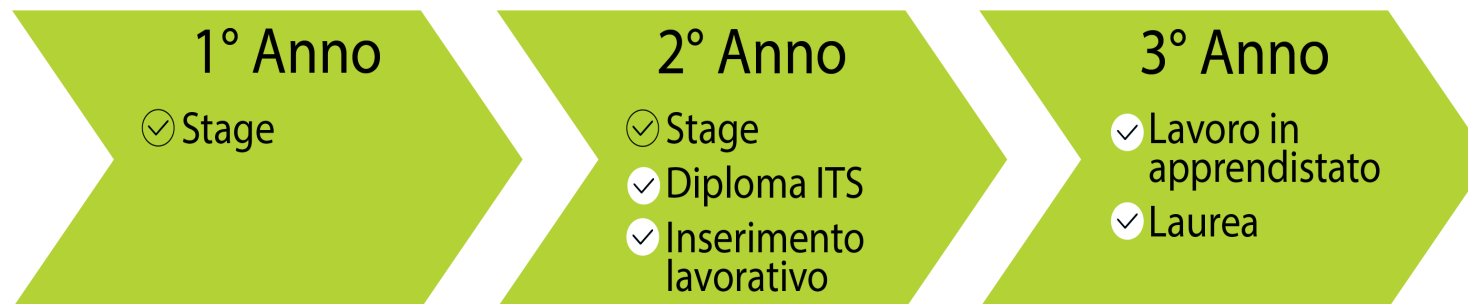 1° Anno
Stage
2° Anno
Stage
Diploma ITS
Inserimento
lavorativo
3° Anno
Lavoro in
apprendistato
Laurea